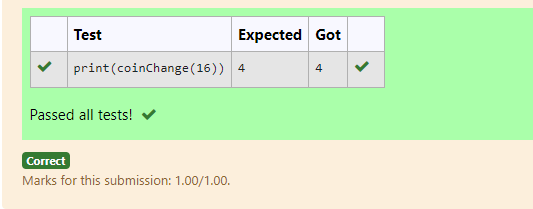 Test Expected Got
print(coinChange(16)) 4 4
Passed all tests!
Correct
Marks for this submission: 1.00/1.00.